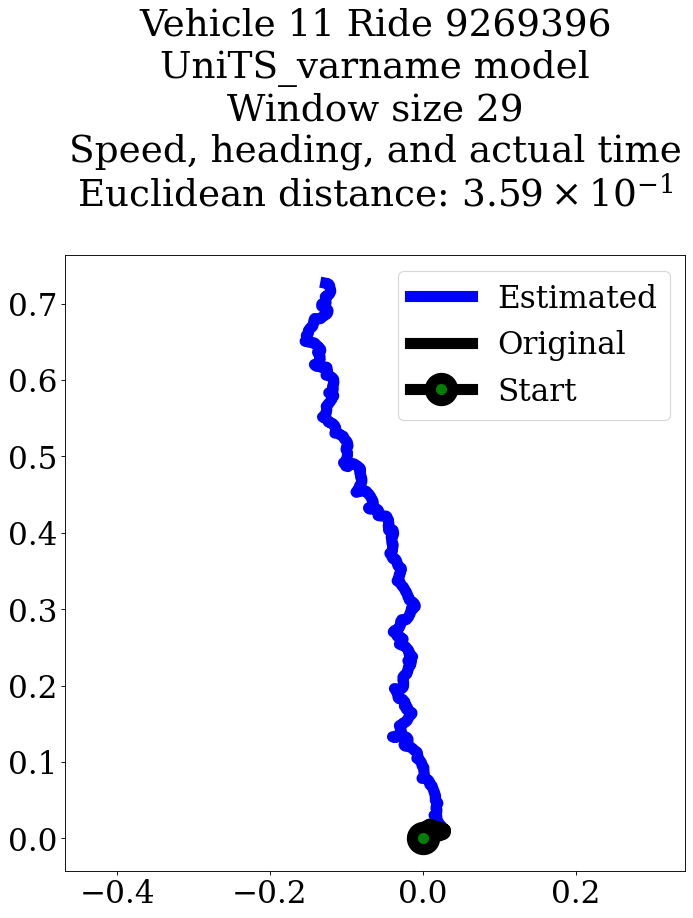 Vehicle 11 Ride 9269396
UniTS_varname model
Window size 29
Speed, heading, and actual time
Euclidean distance: 3.59 × 10⁻¹
Estimated
Original
Start
0.7
0.6
0.5
0.4
0.3
0.2
0.1
0.0
−0.4 −0.2 0.0 0.2